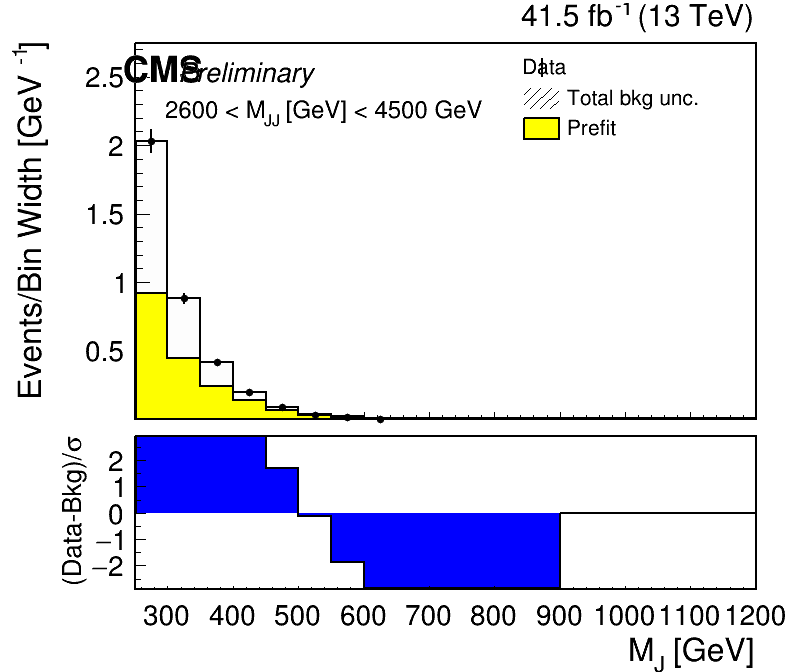 41.5 fb⁻¹ (13 TeV)
CMS Preliminary
2600 < M_JJ [GeV] < 4500 GeV
Data
Total bkg unc.
Prefit
Events/Bin Width [GeV⁻¹]
2.5
2
1.5
1
0.5
(Data-Bkg)/σ
2
1
0
−1
−2
300 400 500 600 700 800 900 1000 1100 1200
M_J [GeV]